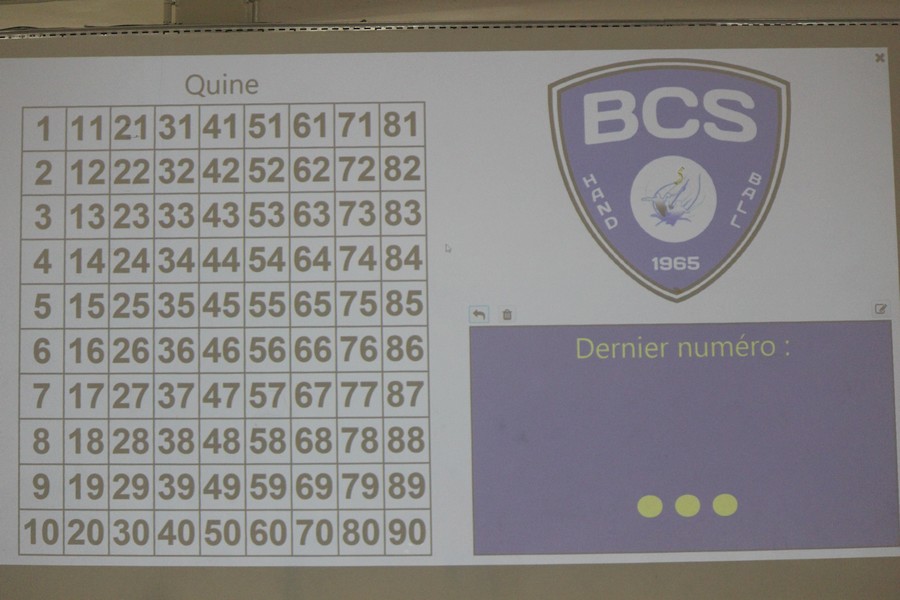 Quine
1 11 21 31 41 51 61 71 81
2 12 22 32 42 52 62 72 82
3 13 23 33 43 53 63 73 83
4 14 24 34 44 54 64 74 84
5 15 25 35 45 55 65 75 85
6 16 26 36 46 56 66 76 86
7 17 27 37 47 57 67 77 87
8 18 28 38 48 58 68 78 88
9 19 29 39 49 59 69 79 89
10 20 30 40 50 60 70 80 90
BCS
HAND BALL
1965
Dernier numéro :